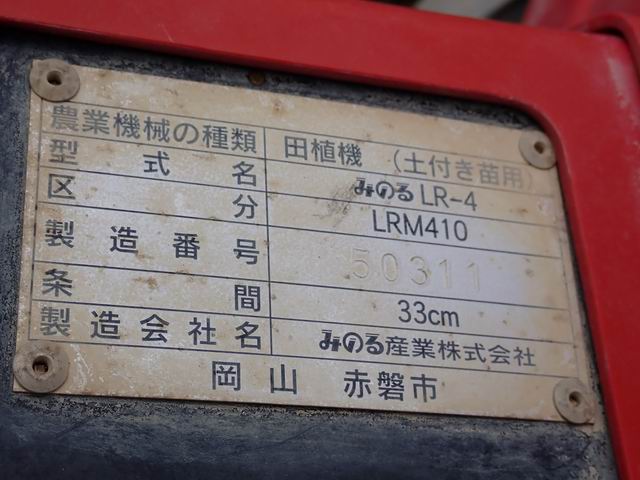 農業機械の種類 田植機 (土付き苗用)
型式名 みのる LR-4
区分 LRM410
製造番号 50311
条間 33cm
製造会社名 みのる産業株式会社
岡山 赤磐市